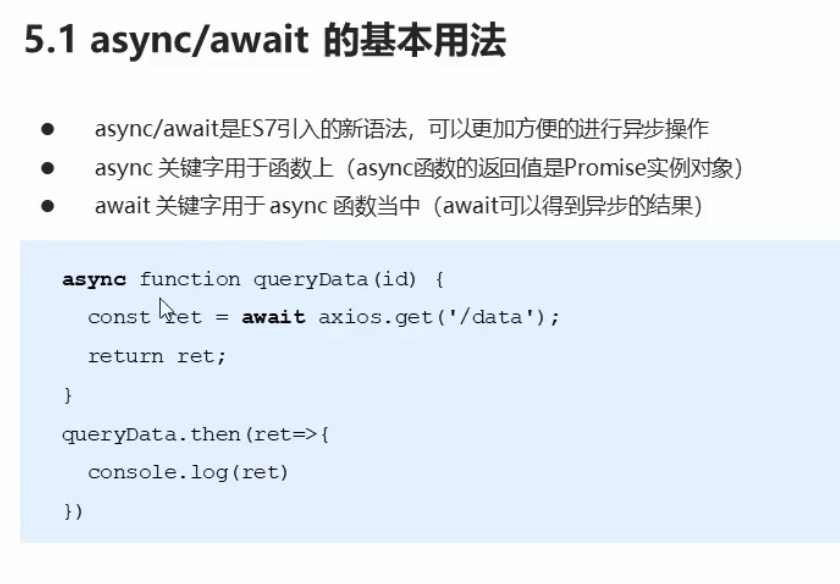 5.1 async/await 的基本用法
● async/await是ES7引入的新语法，可以更加方便的进行异步操作
● async 关键字用于函数上（async函数的返回值是Promise实例对象）
● await 关键字用于 async 函数当中（await可以得到异步的结果）
async function queryData(id) {
  const ret = await axios.get('/data');
  return ret;
}
queryData.then(ret=>{
  console.log(ret)
})